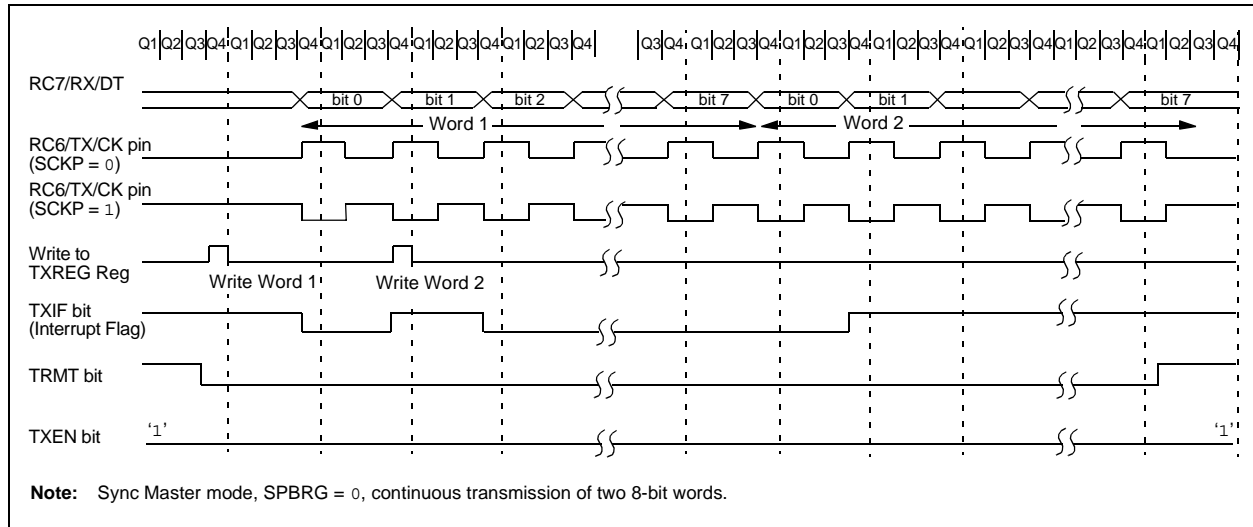 Q1 Q2 Q3 Q4 Q1 Q2 Q3 Q4 Q1 Q2 Q3 Q4 Q1 Q2 Q3 Q4 Q1 Q2 Q3 Q4 Q3 Q4 Q1 Q2 Q3 Q4 Q1 Q2 Q3 Q4 Q1 Q2 Q3 Q4 Q1 Q2 Q3 Q4 Q1 Q2 Q3 Q4 Q1 Q2 Q3 Q4
RC7/RX/DT
bit 0 bit 1 bit 2 bit 7 bit 0 bit 1 bit 7
Word 1 Word 2
RC6/TX/CK pin
(SCKP = 0)
RC6/TX/CK pin
(SCKP = 1)
Write to
TXREG Reg
Write Word 1 Write Word 2
TXIF bit
(Interrupt Flag)
TRMT bit
TXEN bit
‘1’ ‘1’
Note: Sync Master mode, SPBRG = 0, continuous transmission of two 8-bit words.